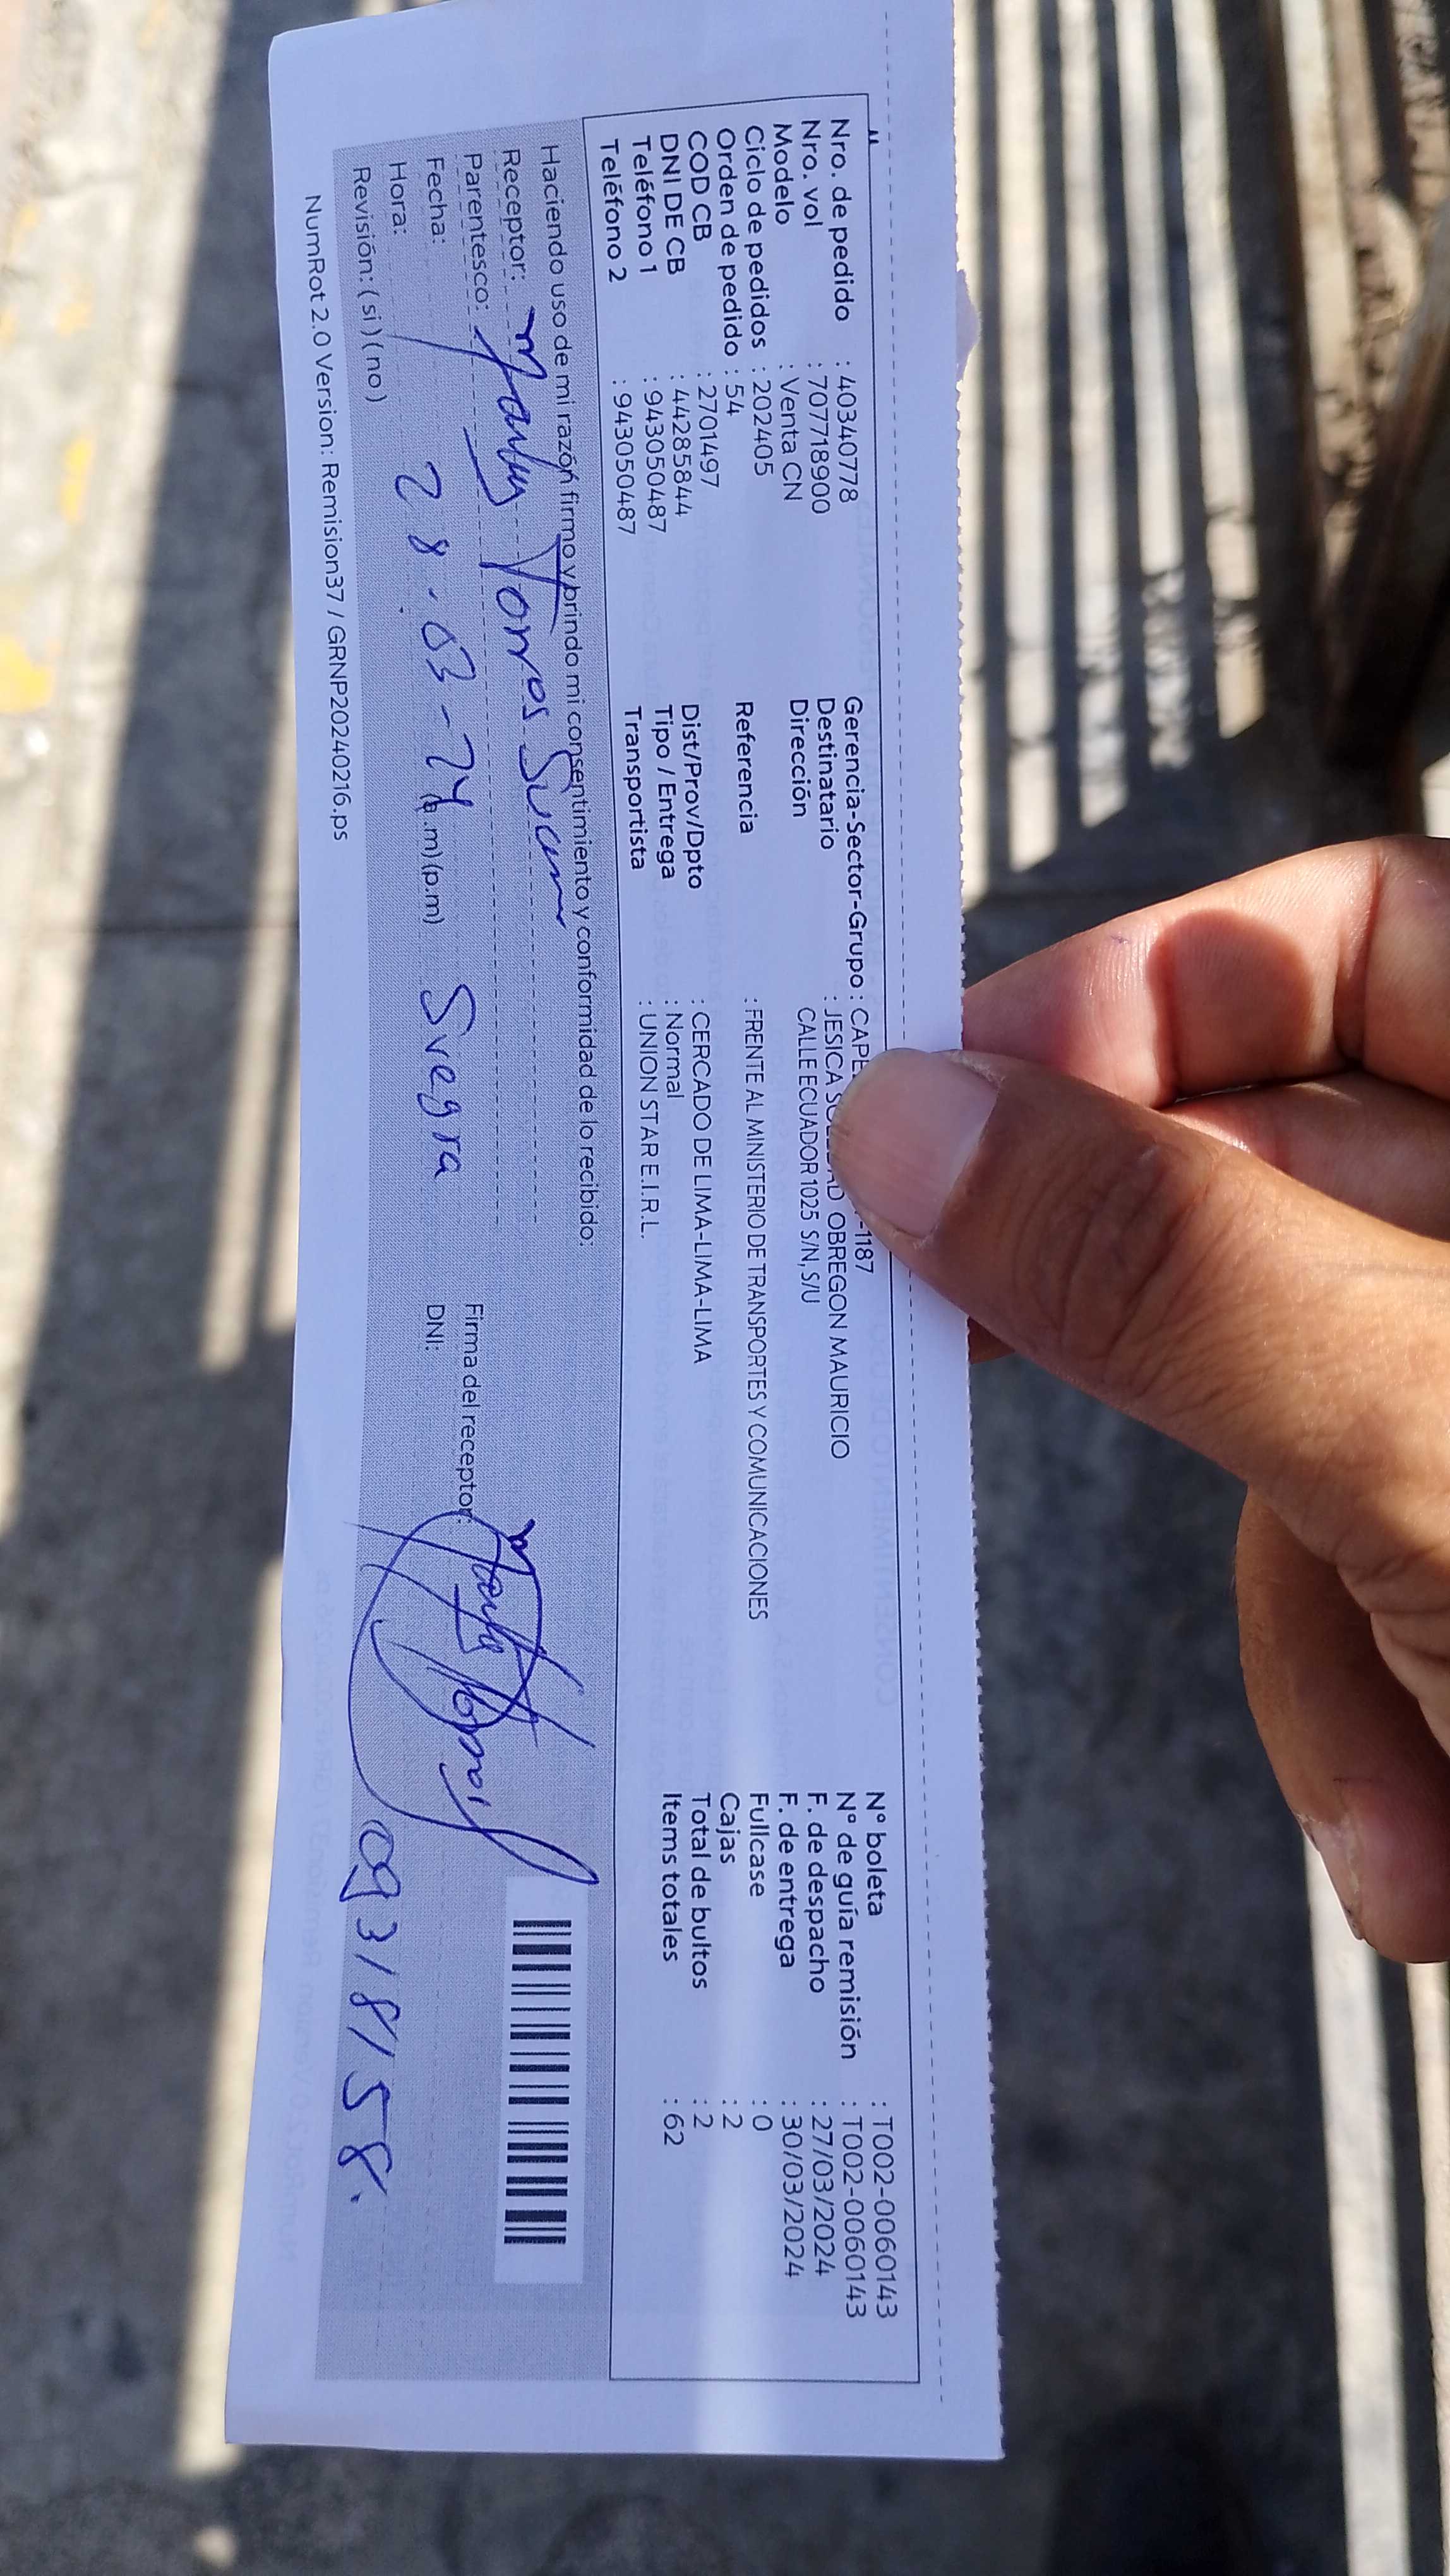 Nro. de pedido : 40340778
Nro. vol : 707718900
Modelo : Venta CN
Ciclo de pedidos : 202405
Orden de pedido : 54
COD CB : 2701497
DNI DE CB : 44285844
Teléfono 1 : 943050487
Teléfono 2 : 943050487
Gerencia-Sector-Grupo : 1187
Destinatario : JESICA OBREGON MAURICIO
Dirección CALLE ECUADOR 1025 S/N, S/U
Referencia : FRENTE AL MINISTERIO DE TRANSPORTES Y COMUNICACIONES
Dist/Prov/Dpto : CERCADO DE LIMA-LIMA-LIMA
Tipo / Entrega : Normal
Transportista : UNION STAR E.I.R.L.
N° boleta : T002-0060143
N° de guía remisión : T002-0060143
F. de despacho : 27/03/2024
F. de entrega : 30/03/2024
Fullcase : 0
Cajas : 2
Total de bultos : 2
Items totales : 62
Haciendo uso de mi razón firmo y brindo mi consentimiento y conformidad de lo recibido:
Receptor:
Parentesco: Svegra
Fecha: 28-03-24
Hora: (a.m)(p.m)
Revisión: ( si ) ( no )
Firma del receptor:
DNI: 09318158.
NumRot 2.0 Version: Remision37 / GRNP20240216.ps